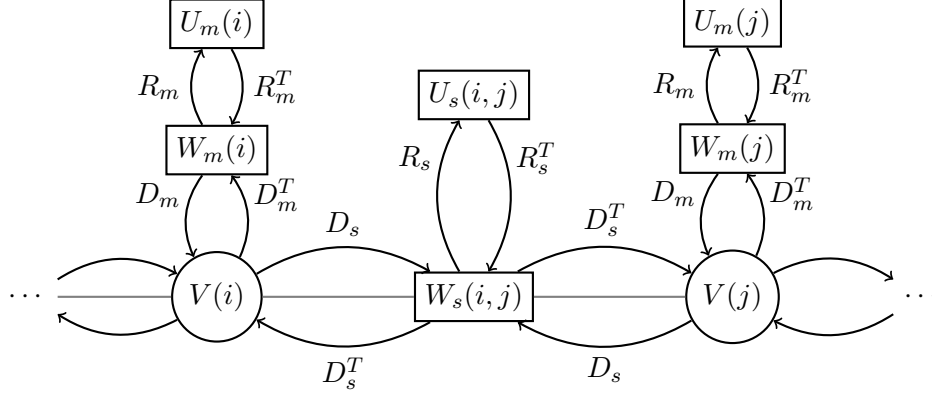 U_m(i) U_m(j)
R_m R_m^T U_s(i, j) R_m R_m^T
W_m(i) R_s R_s^T W_m(j)
D_m D_m^T D_s D_s^T D_m D_m^T
··· V(i) W_s(i, j) V(j) ··
D_s^T D_s